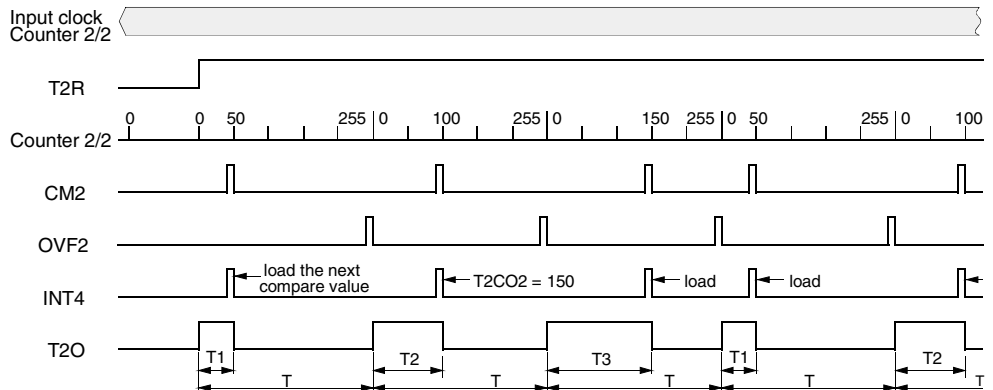 Input clock
Counter 2/2
T2R
0 0 50 255 0 100 255 0 150 255 0 50 255 0 100
Counter 2/2
CM2
OVF2
load the next
compare value
T2CO2 = 150
load
load
INT4
T2O
T1 T2 T3 T1 T2
T T T T T